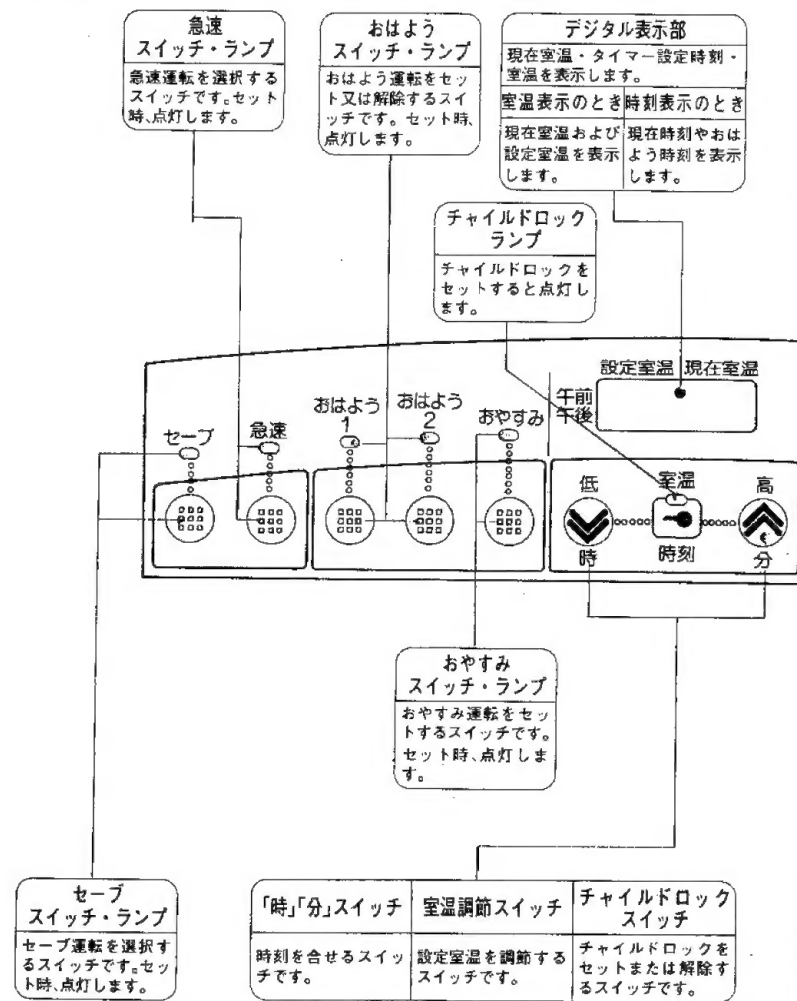 急速
スイッチ・ランプ
急速運転を選択する
スイッチです。セット
時、点灯します。
おはよう
スイッチ・ランプ
おはよう運転をセッ
ト又は解除するスイ
ッチです。セット時、
点灯します。
デジタル表示部
現在室温・タイマー設定時刻・
室温を表示します。
室温表示のとき
現在室温および
設定室温を表示
します。
時刻表示のとき
現在時刻やおは
よう時刻を表示
します。
チャイルドロック
ランプ
チャイルドロックを
セットすると点灯し
ます。
設定室温 現在室温
午前
午後
セーブ
急速
おはよう
1
おはよう
2
おやすみ
低
室温
高
時
時刻
分
おやすみ
スイッチ・ランプ
おやすみ運転をセッ
トするスイッチです。
セット時、点灯しま
す。
セーブ
スイッチ・ランプ
セーブ運転を選択す
るスイッチです。セッ
ト時、点灯します。
「時」「分」スイッチ
時刻を合せるスイッ
チです。
室温調節スイッチ
設定室温を調節する
スイッチです。
チャイルドロック
スイッチ
チャイルドロックを
セットまたは解除す
るスイッチです。